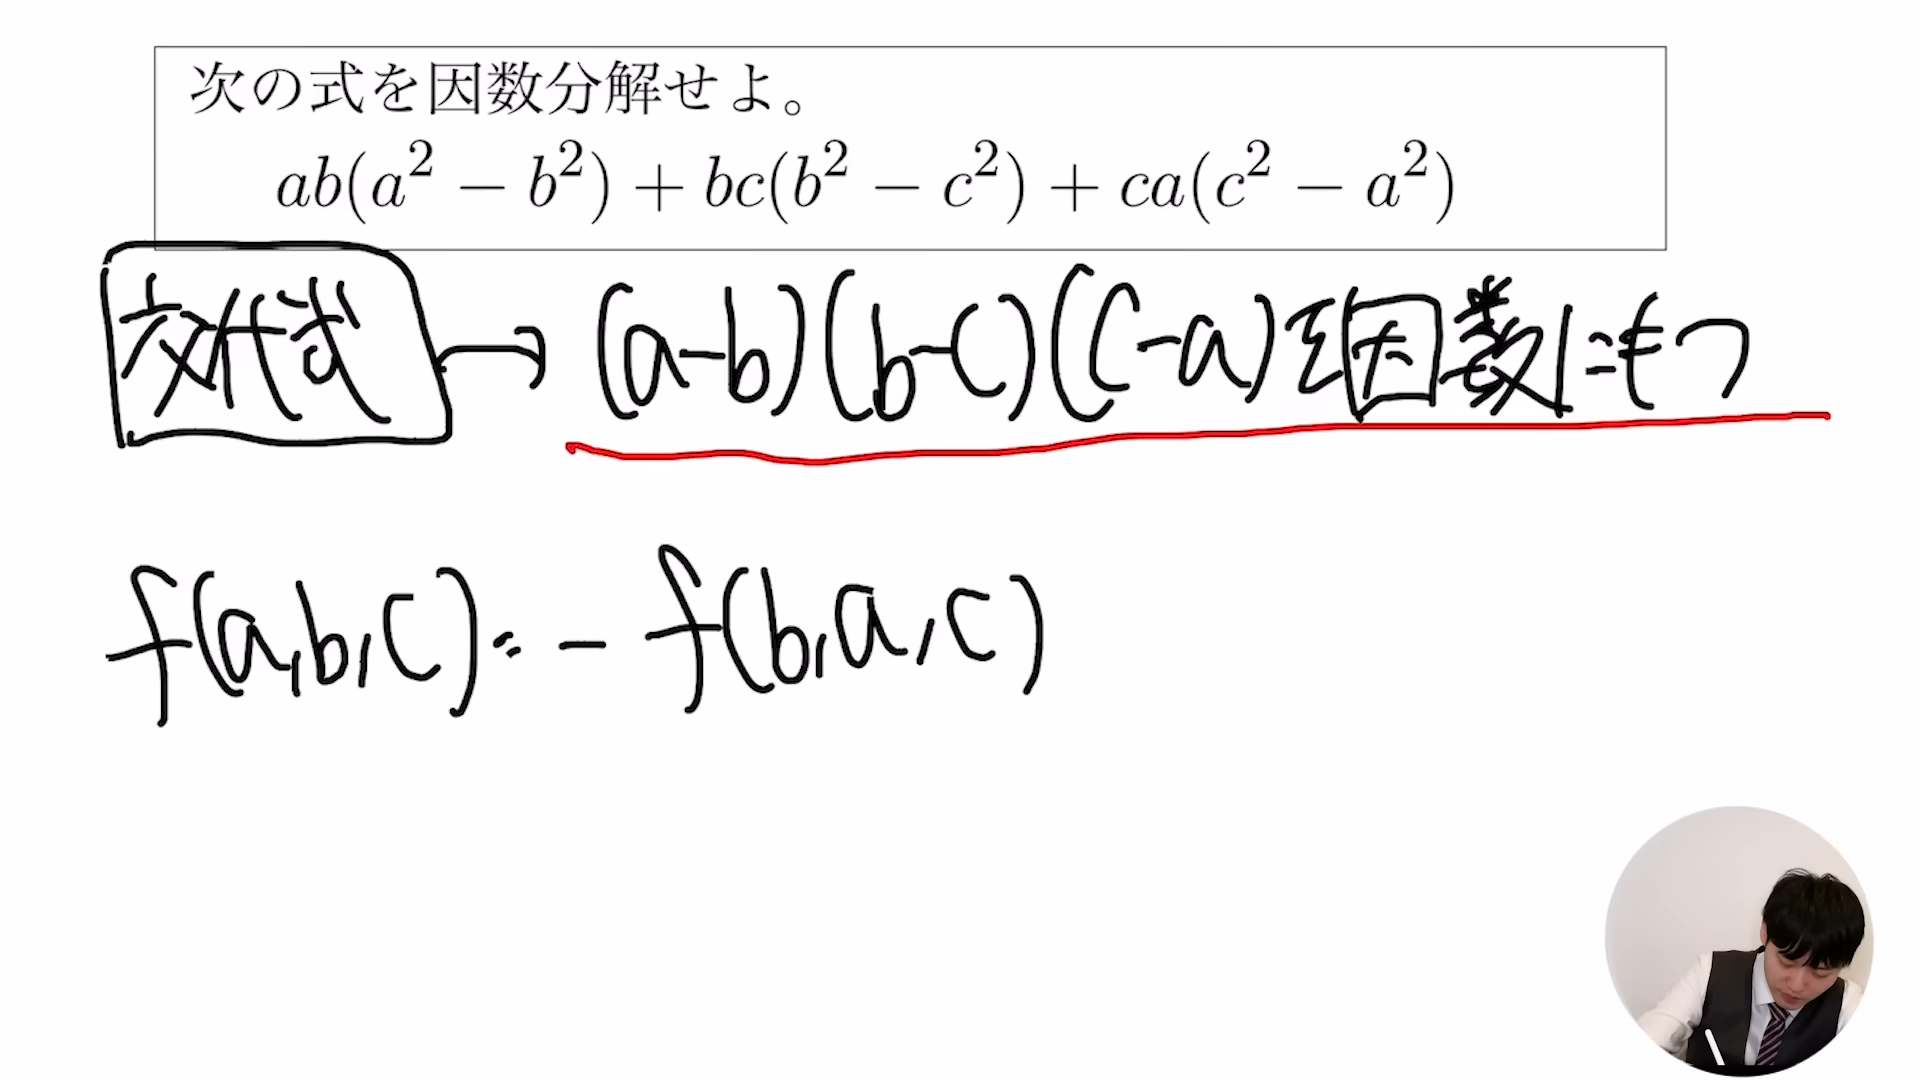 次の式を因数分解せよ。
ab(a² − b²) + bc(b² − c²) + ca(c² − a²)
交代式 → (a-b)(b-c)(c-a)を因数にもつ
f(a,b,c) = - f(b,a,c)